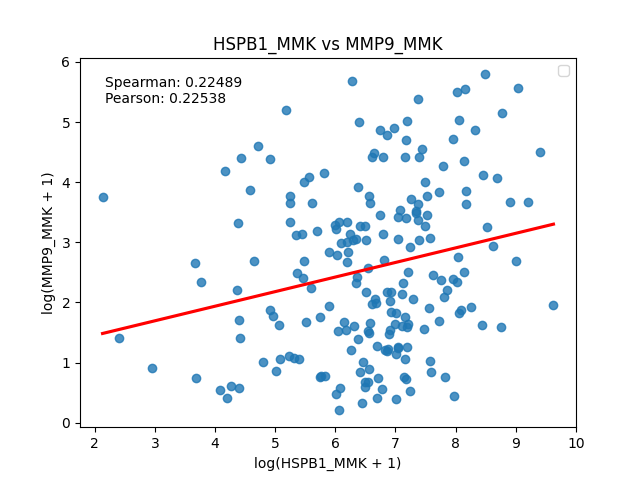 HSPB1_MMK vs MMP9_MMK
Spearman: 0.22489
Pearson: 0.22538
6
5
4
3
2
1
0
log(MMP9_MMK + 1)
2 3 4 5 6 7 8 9 10
log(HSPB1_MMK + 1)